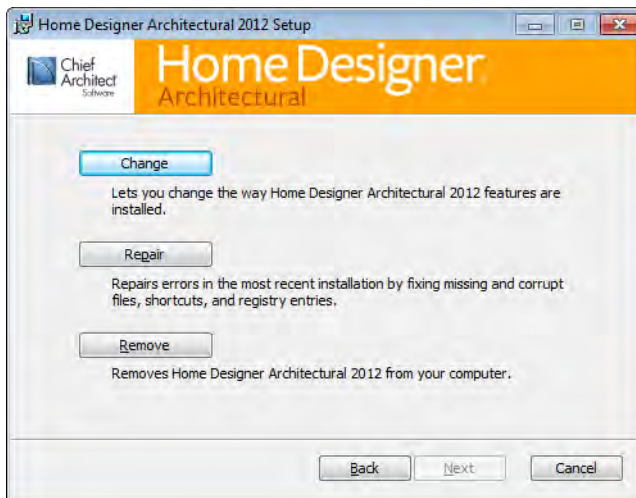 Home Designer Architectural 2012 Setup
Chief
Architect
Software
Home Designer
Architectural
Change
Lets you change the way Home Designer Architectural 2012 features are
installed.
Repair
Repairs errors in the most recent installation by fixing missing and corrupt
files, shortcuts, and registry entries.
Remove
Removes Home Designer Architectural 2012 from your computer.
Back
Next
Cancel